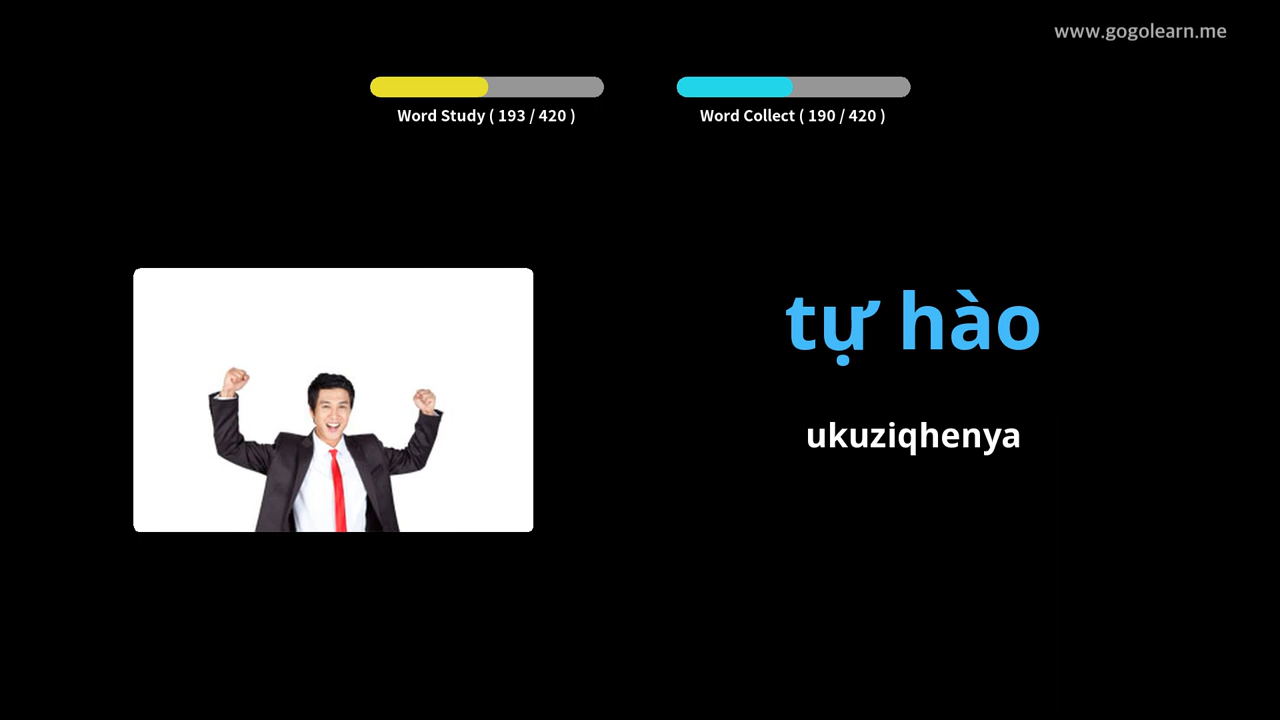 www.gogolearn.me
Word Study ( 193 / 420 )
Word Collect ( 190 / 420 )
tự hào
ukuziqhenya